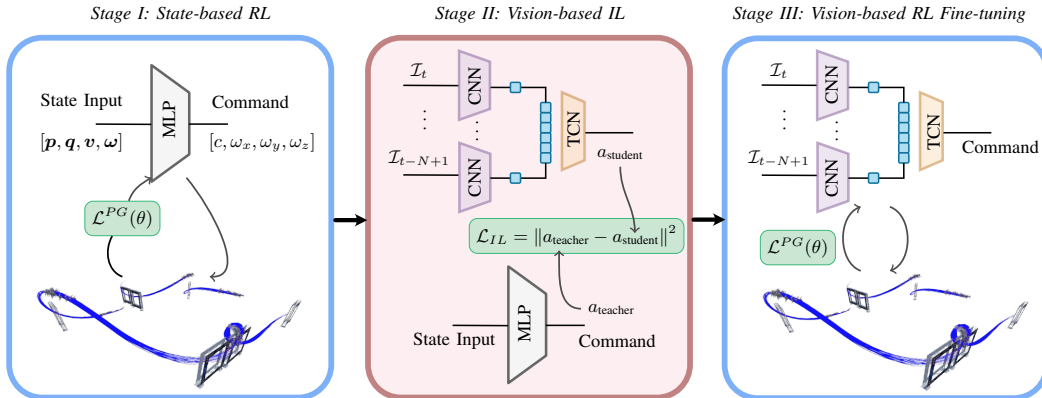 Stage I: State-based RL
State Input
[p, q, v, ω]
MLP
Command
[c, ω_x, ω_y, ω_z]
ℒ^{PG}(θ)
Stage II: Vision-based IL
ℐ_t
CNN
⋮
⋮
ℐ_{t−N+1}
CNN
TCN
a_student
ℒ_{IL} = ‖a_teacher − a_student‖²
a_teacher
MLP
State Input
Command
Stage III: Vision-based RL Fine-tuning
ℐ_t
CNN
⋮
⋮
ℐ_{t−N+1}
CNN
TCN
Command
ℒ^{PG}(θ)